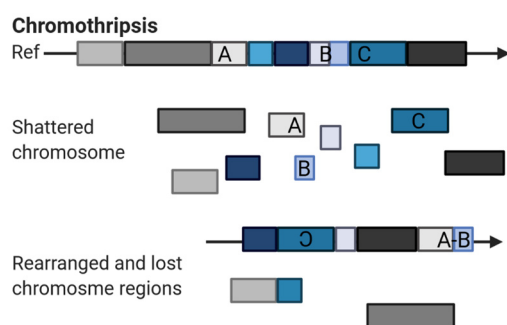 Chromothripsis
Ref A B C
Shattered
chromosome
A C
B
C A-B
Rearranged and lost
chromosme regions